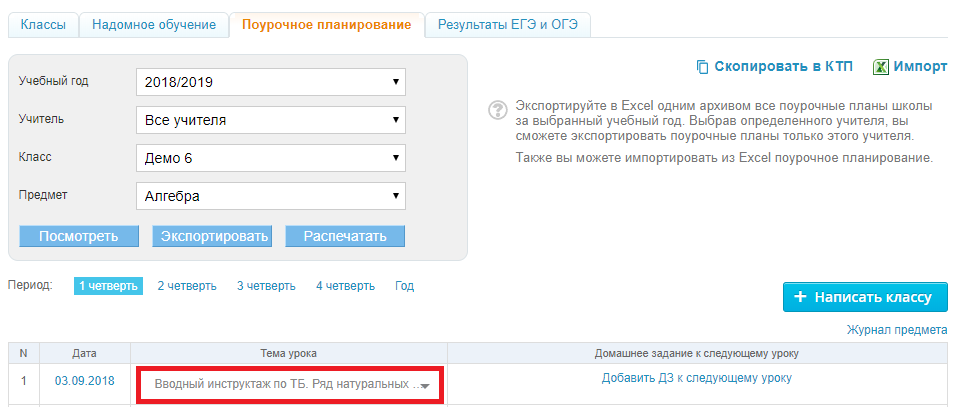 Классы Надомное обучение Поурочное планирование Результаты ЕГЭ и ОГЭ
Учебный год 2018/2019
Учитель Все учителя
Класс Демо 6
Предмет Алгебра
Посмотреть Экспортировать Распечатать
Скопировать в КТП Импорт
? Экспортируйте в Excel одним архивом все поурочные планы школы
за выбранный учебный год. Выбрав определенного учителя, вы
сможете экспортировать поурочные планы только этого учителя.
Также вы можете импортировать из Excel поурочное планирование.
Период: 1 четверть 2 четверть 3 четверть 4 четверть Год
+ Написать классу
Журнал предмета
N Дата Тема урока Домашнее задание к следующему уроку
1 03.09.2018 Вводный инструктаж по ТБ. Ряд натуральных ... Добавить ДЗ к следующему уроку